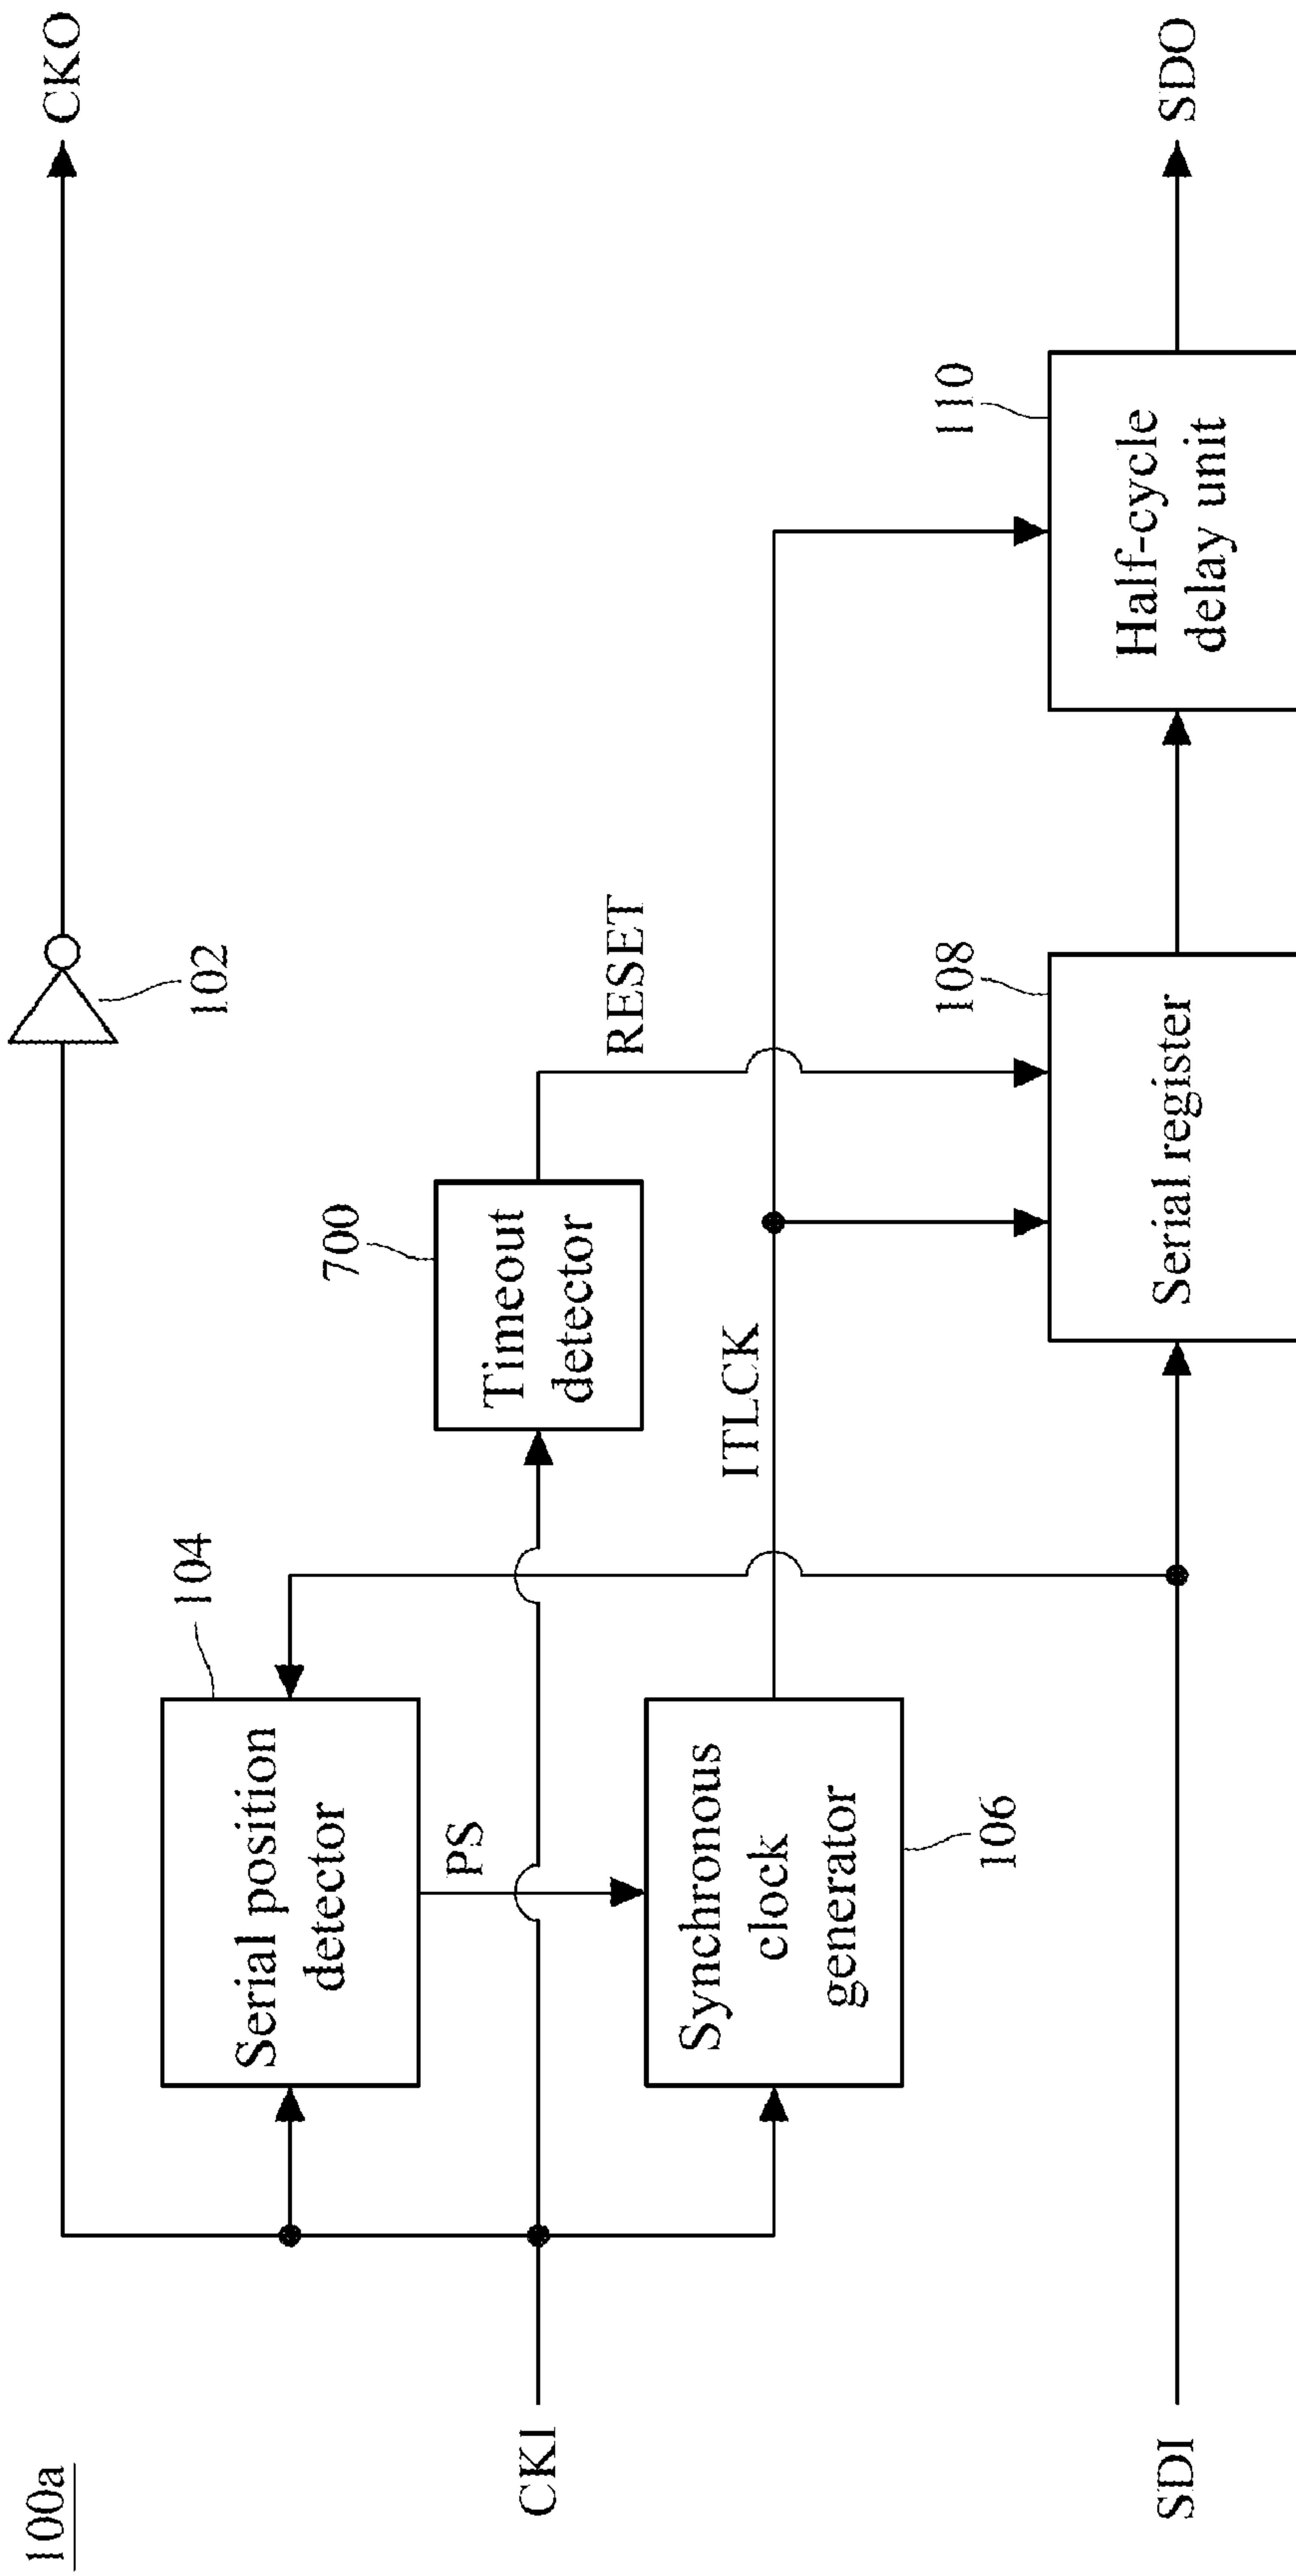 100a
CKO
102
104
Serial position
detector
700
Timeout
detector
RESET
PS
CKI
ITLCK
Synchronous
clock
generator
106
108
Serial register
110
Half-cycle
delay unit
SDI
SDO